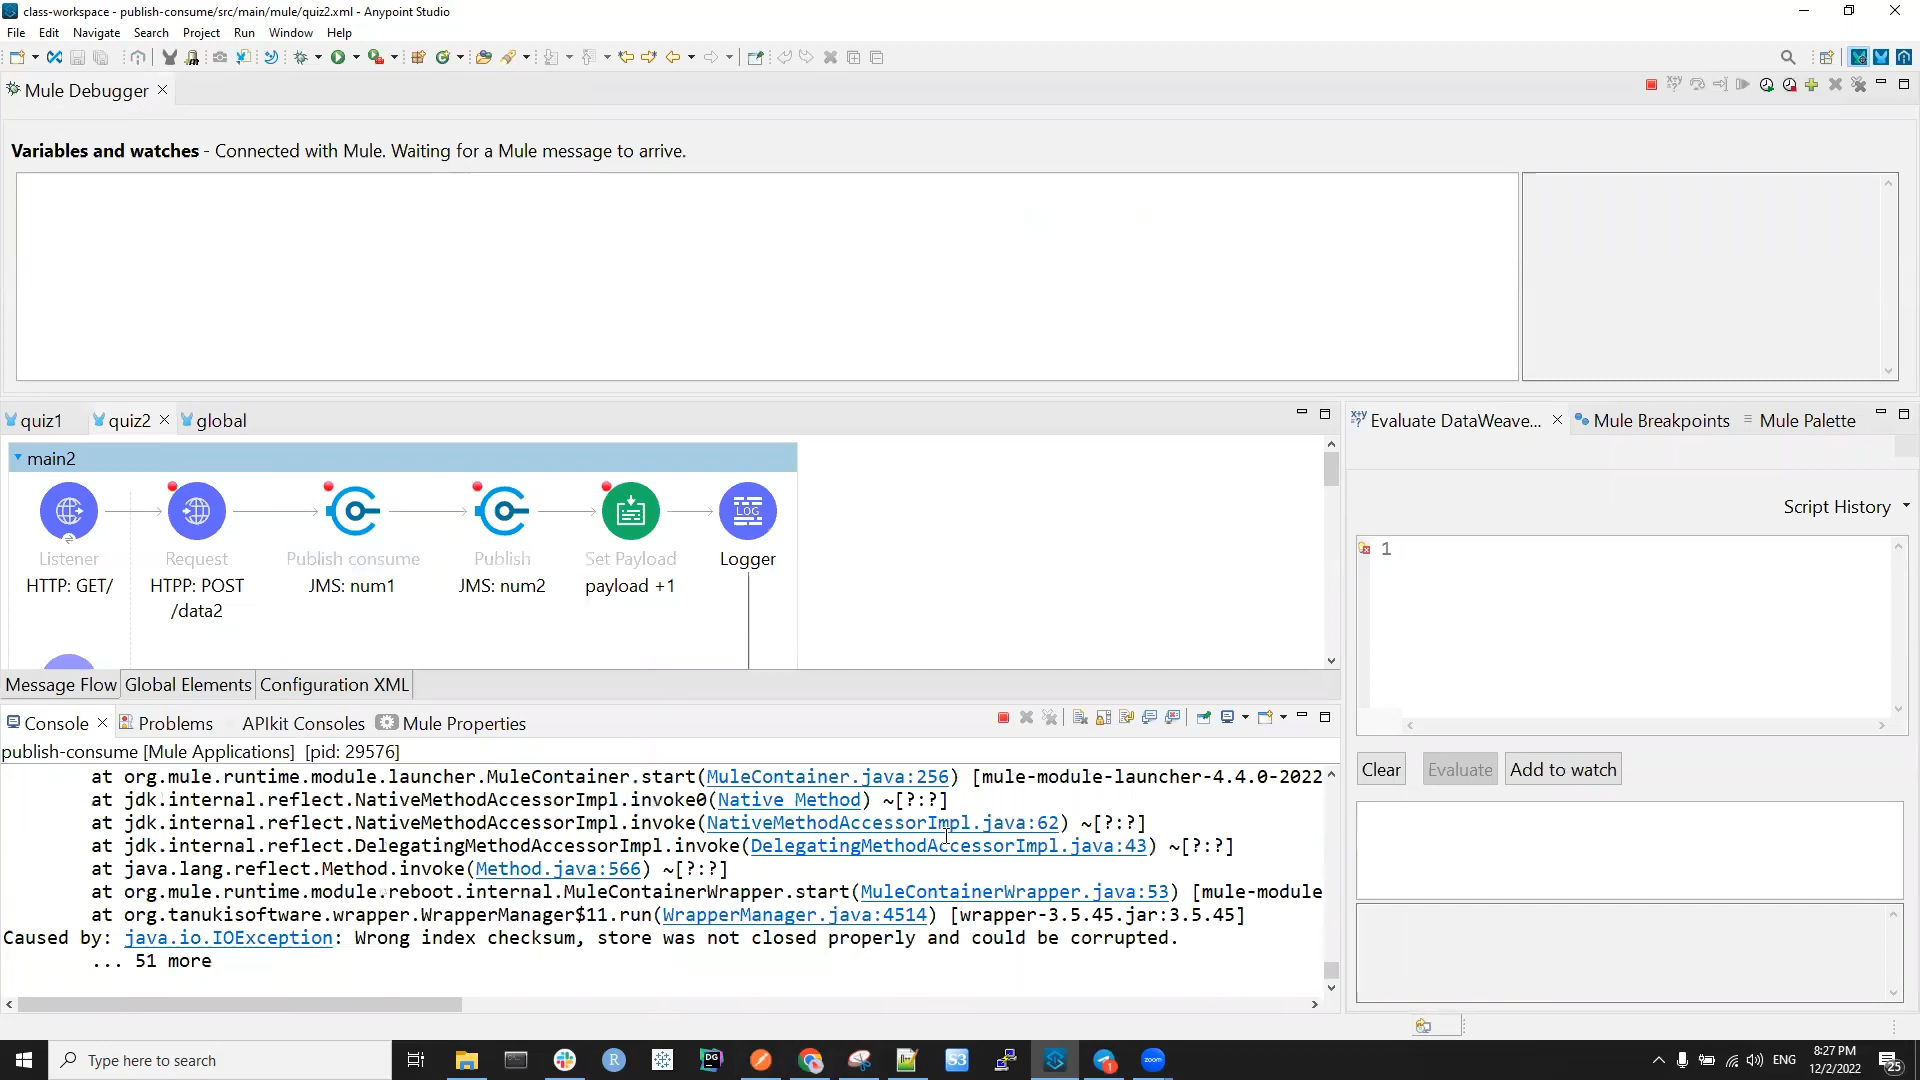 class-workspace - publish-consume/src/main/mule/quiz2.xml - Anypoint Studio
File Edit Navigate Search Project Run Window Help
Mule Debugger
Variables and watches - Connected with Mule. Waiting for a Mule message to arrive.
quiz1 quiz2 global
main2
Listener Request Publish consume Publish Set Payload Logger
HTTP: GET/ HTPP: POST JMS: num1 JMS: num2 payload +1
/data2
LOG
Message Flow Global Elements Configuration XML
Evaluate DataWeave... Mule Breakpoints Mule Palette
Script History
1
Clear Evaluate Add to watch
Console Problems APIkit Consoles Mule Properties
publish-consume [Mule Applications] [pid: 29576]
at org.mule.runtime.module.launcher.MuleContainer.start(MuleContainer.java:256) [mule-module-launcher-4.4.0-2022
at jdk.internal.reflect.NativeMethodAccessorImpl.invoke0(Native Method) ~[?:?]
at jdk.internal.reflect.NativeMethodAccessorImpl.invoke(NativeMethodAccessorImpl.java:62) ~[?:?]
at jdk.internal.reflect.DelegatingMethodAccessorImpl.invoke(DelegatingMethodAccessorImpl.java:43) ~[?:?]
at java.lang.reflect.Method.invoke(Method.java:566) ~[?:?]
at org.mule.runtime.module.reboot.internal.MuleContainerWrapper.start(MuleContainerWrapper.java:53) [mule-module
at org.tanukisoftware.wrapper.WrapperManager$11.run(WrapperManager.java:4514) [wrapper-3.5.45.jar:3.5.45]
Caused by: java.io.IOException: Wrong index checksum, store was not closed properly and could be corrupted.
... 51 more
Type here to search
R
DG
S3
zoom
1
ENG
8:27 PM
12/2/2022
25